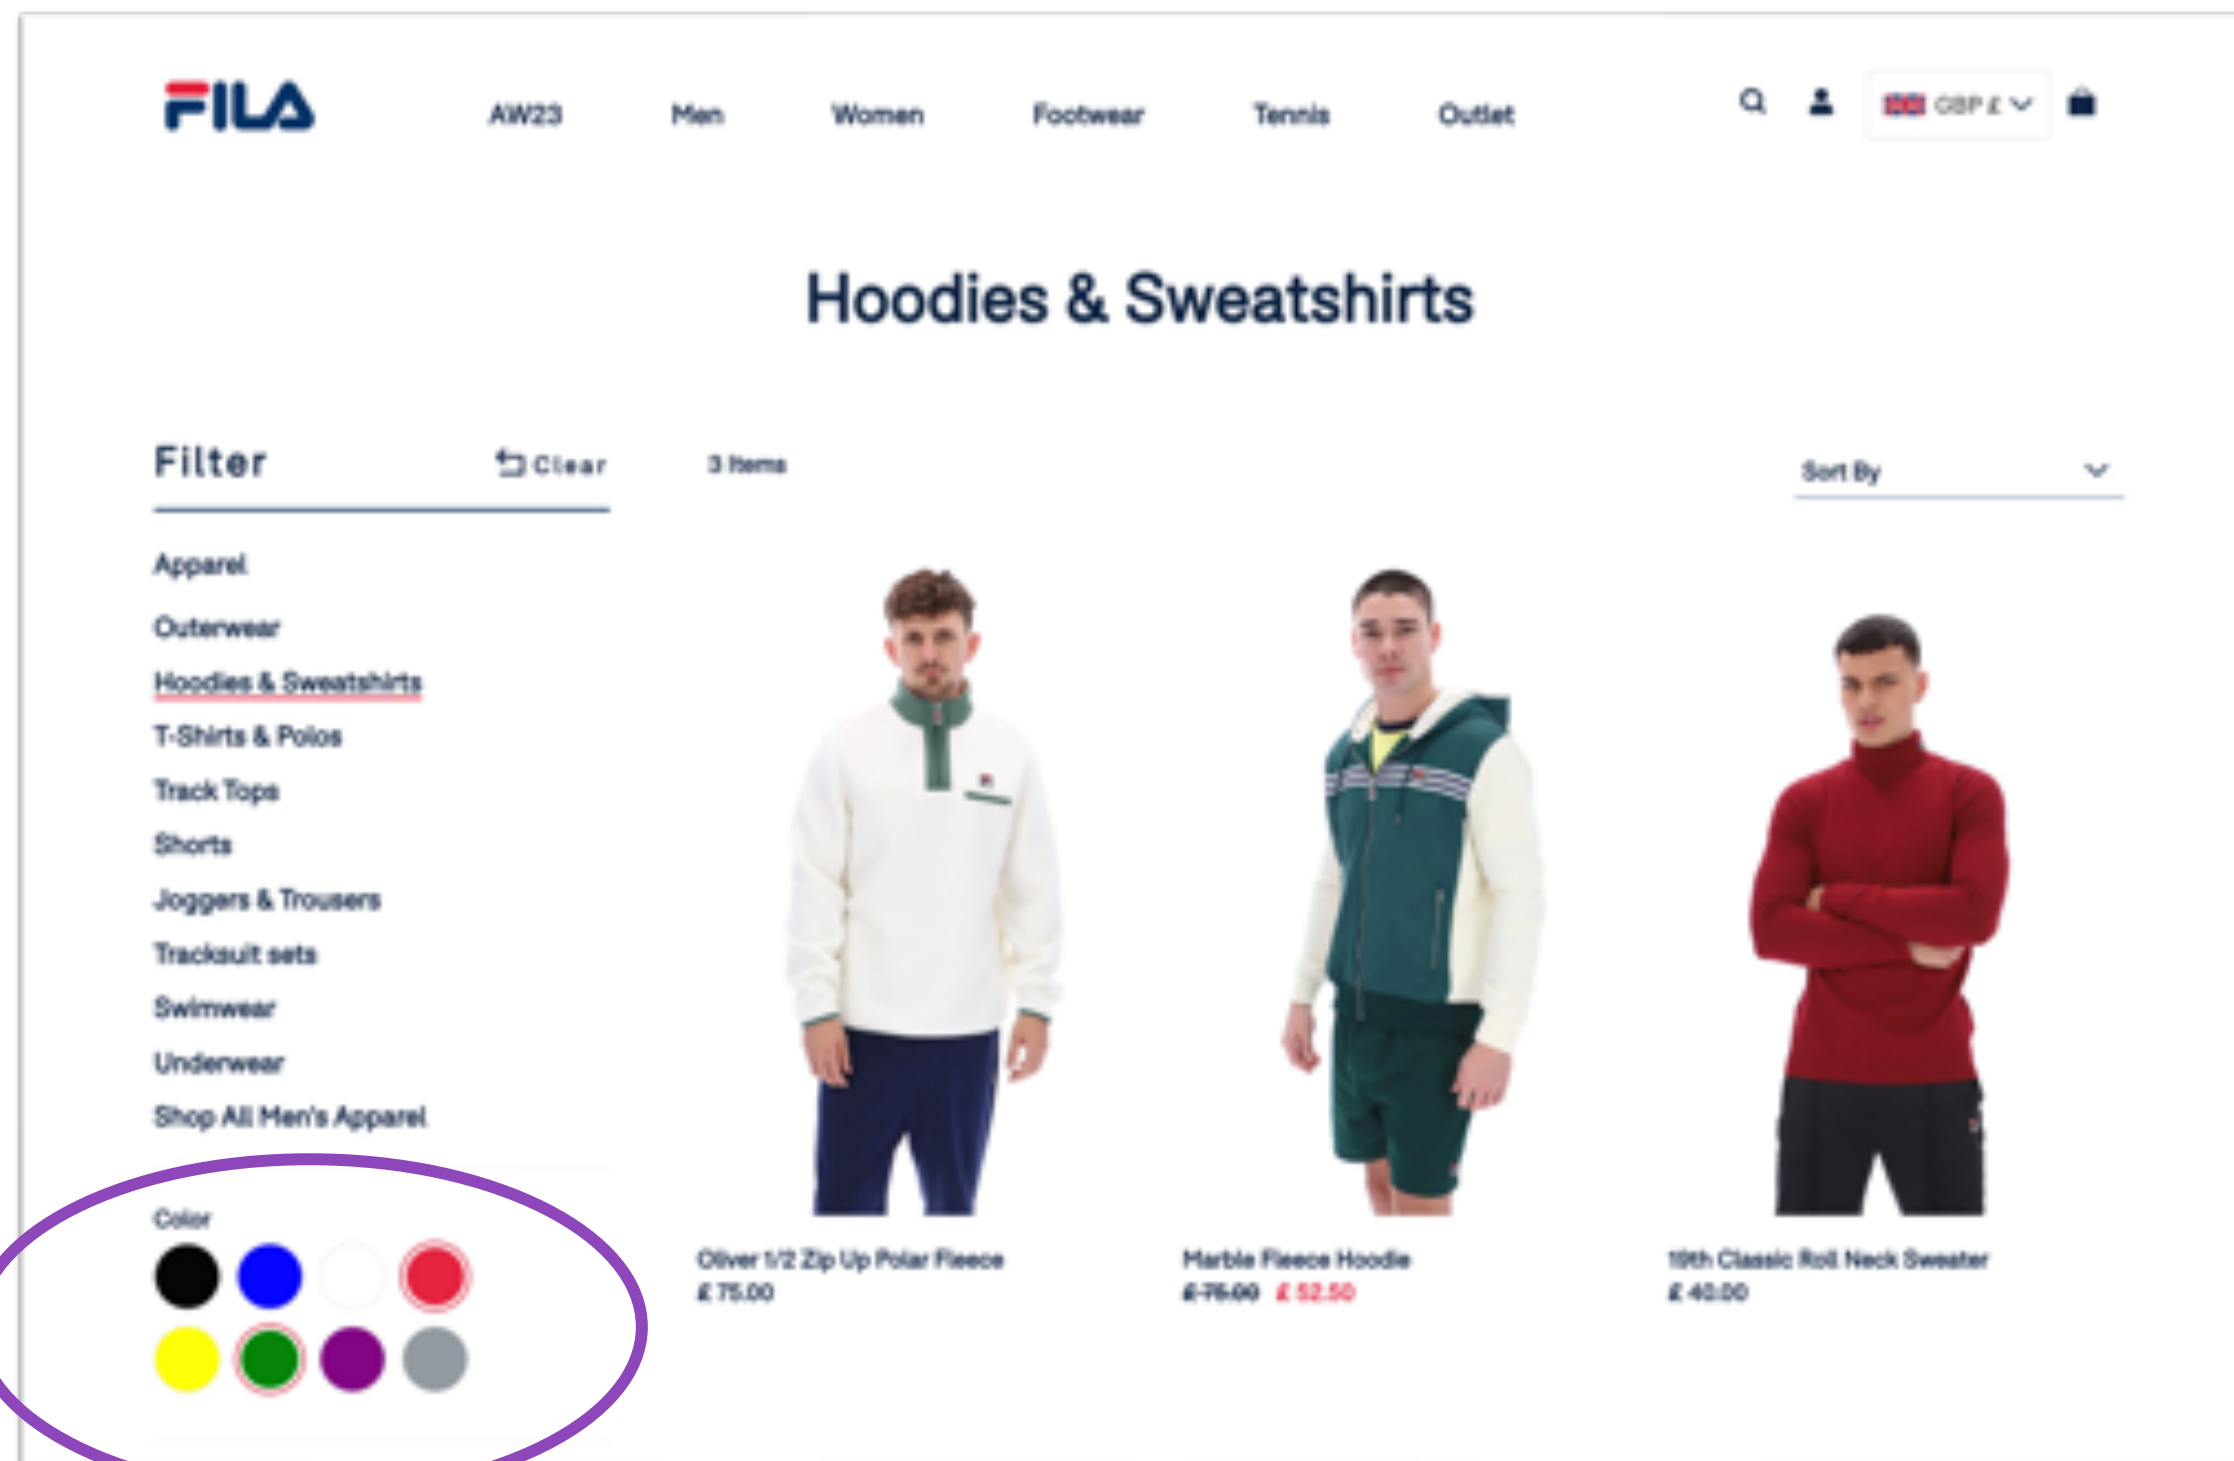 FILA
AW23 Men Women Footwear Tennis Outlet GBP £
Hoodies & Sweatshirts
Filter Clear 3 Items Sort By
Apparel
Outerwear
Hoodies & Sweatshirts
T-Shirts & Polos
Track Tops
Shorts
Joggers & Trousers
Tracksuit sets
Swimwear
Underwear
Shop All Men's Apparel
Color
Oliver 1/2 Zip Up Polar Fleece
£ 75.00
Marble Fleece Hoodie
£ 75.00 £ 52.50
19th Classic Roll Neck Sweater
£ 40.00